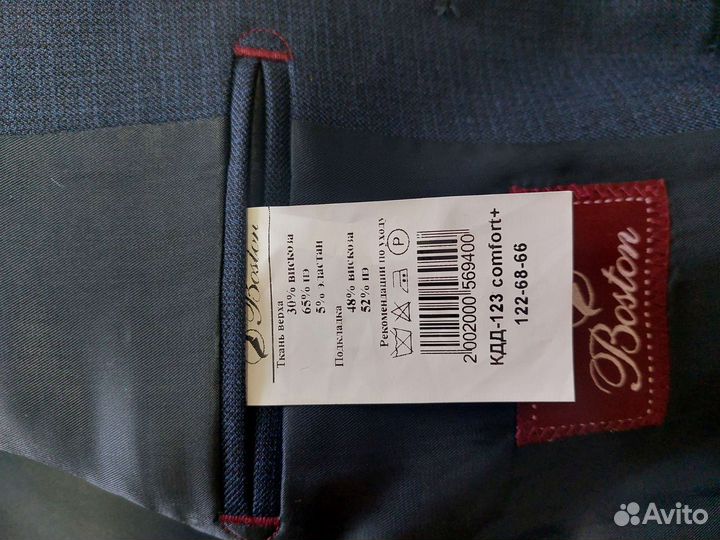 Boston
Ткань верха
30% вискоза
65% ПЭ
5% эластан
Подкладка
48% вискоза
52% ПЭ
Рекомендации по уходу
P
2002000569400
КДД-123 comfort+
122-68-66
Boston
Avito